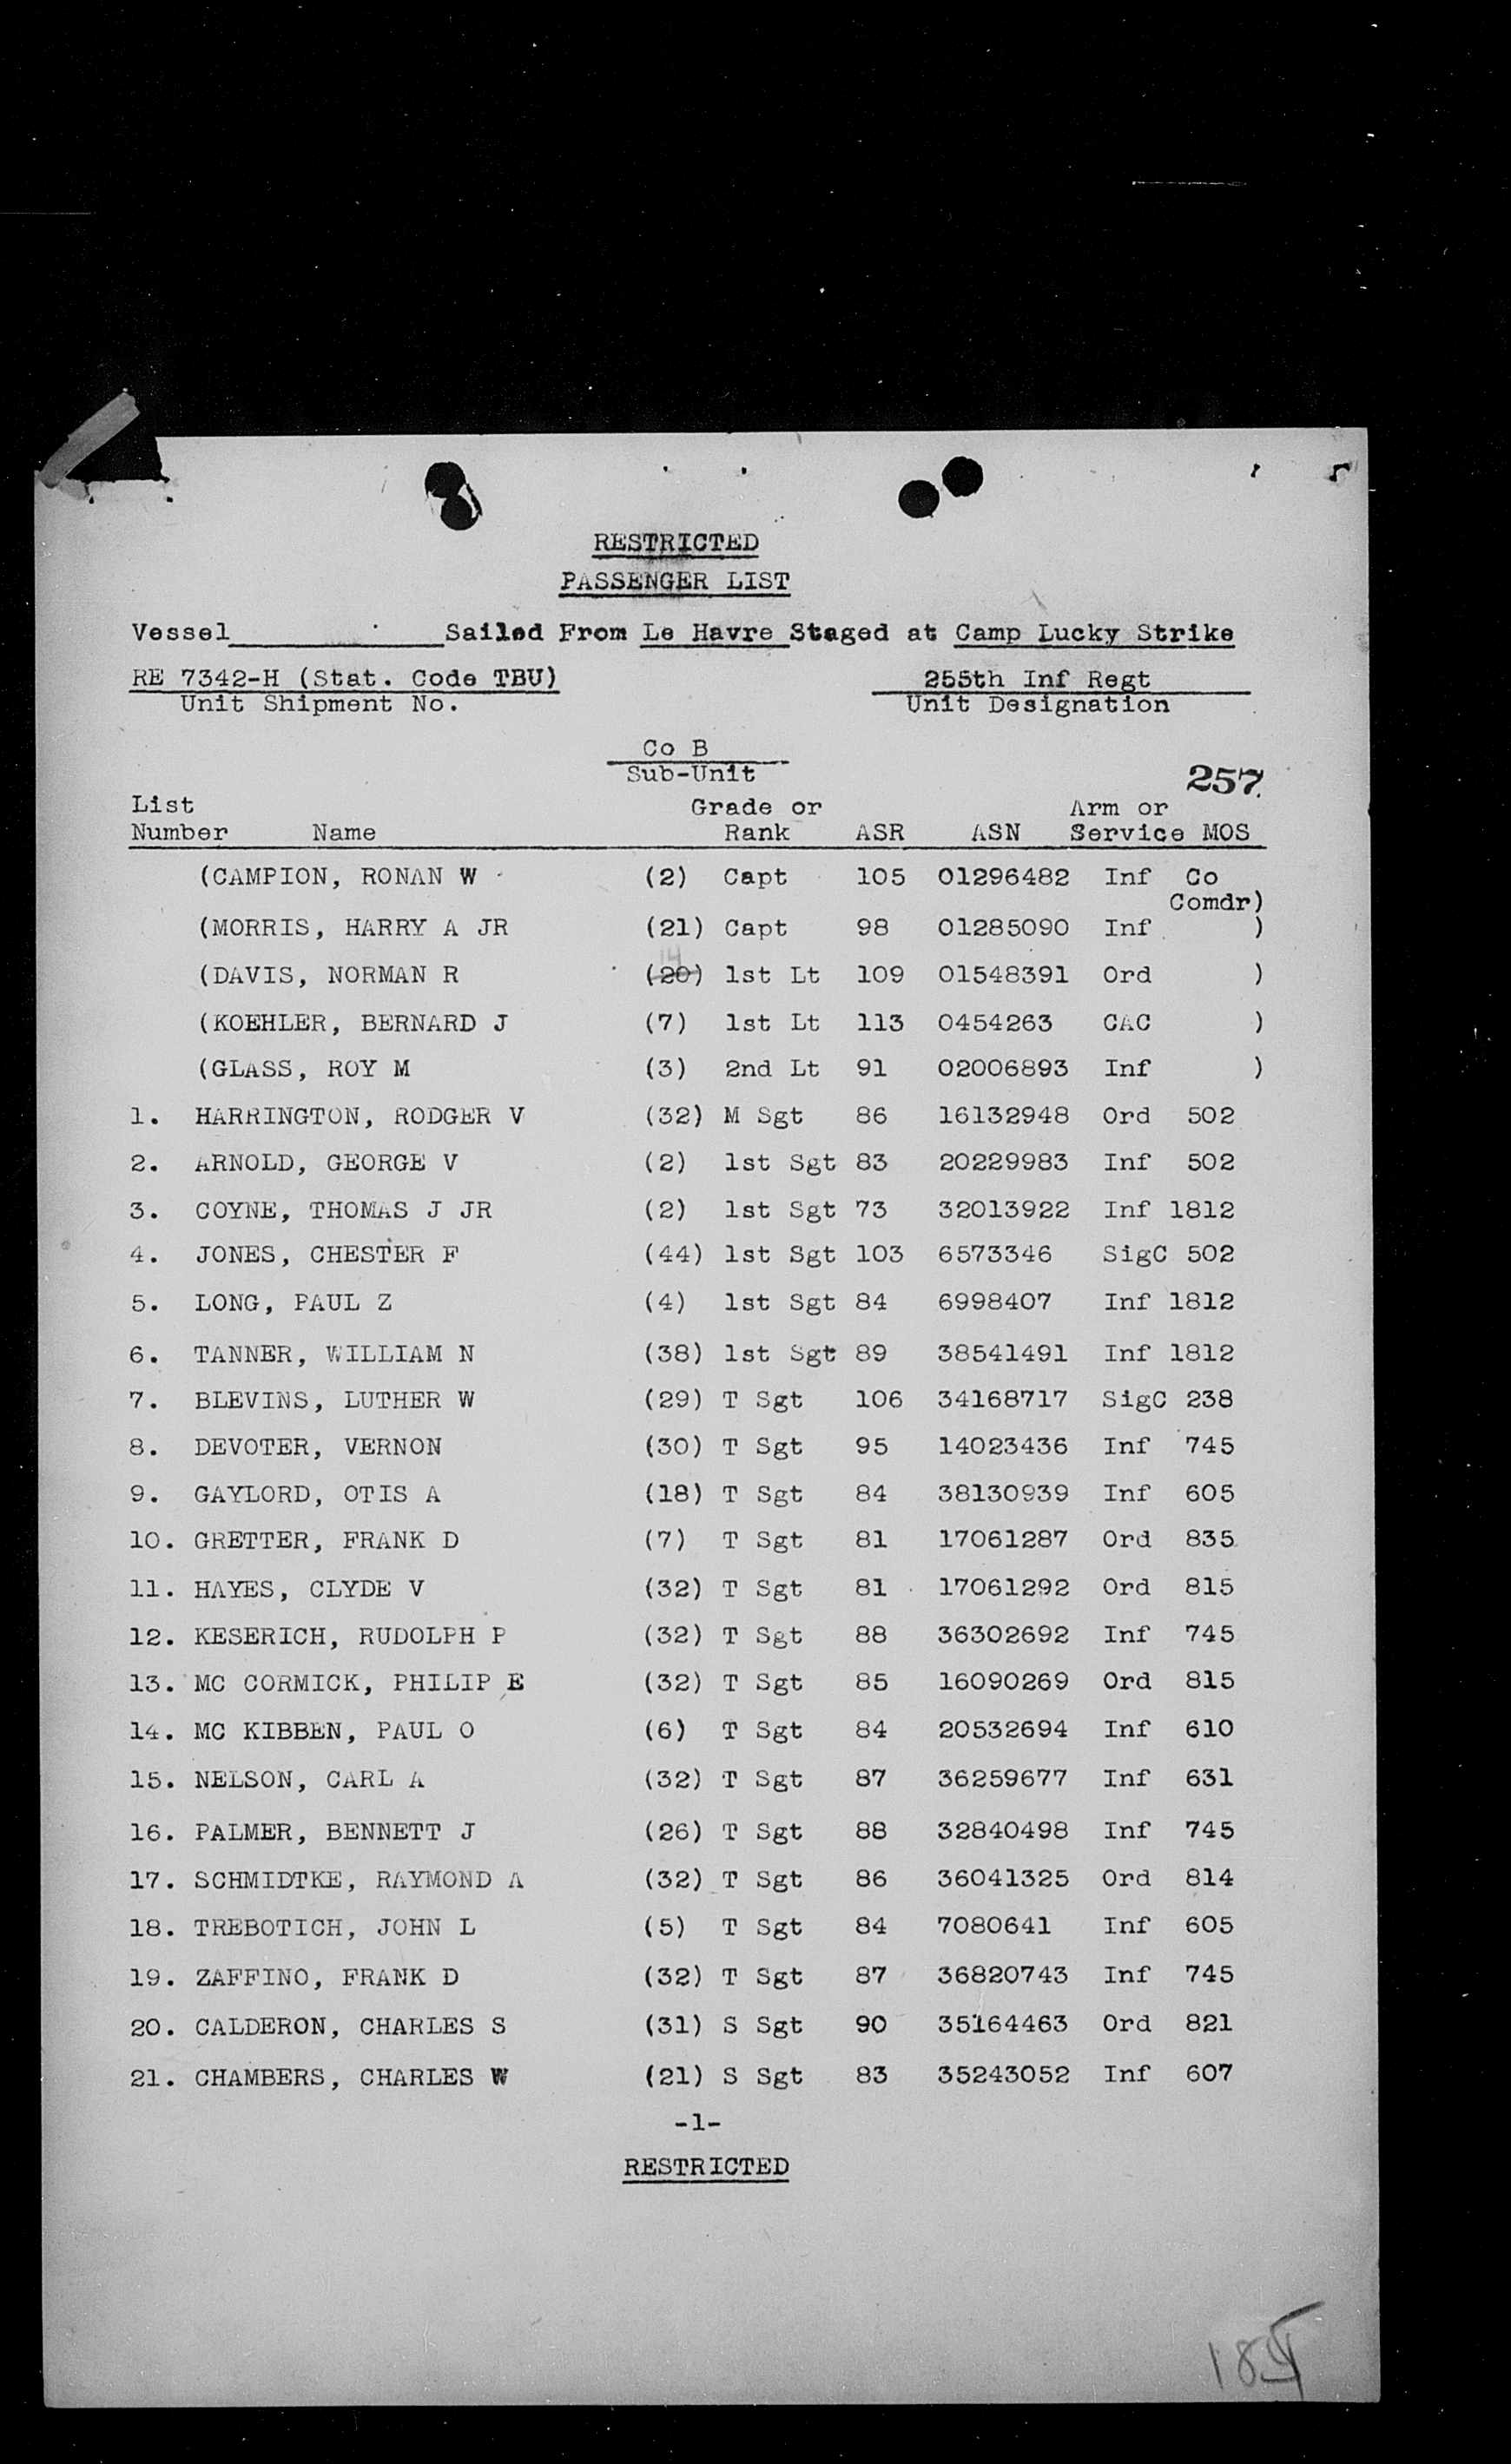 RESTRICTED
PASSENGER LIST
Vessel____________Sailed From Le Havre Staged at Camp Lucky Strike
RE 7342-H (Stat. Code TBU) 255th Inf Regt
Unit Shipment No. Unit Designation
Co B
Sub-Unit
257
List Grade or Arm or
Number Name Rank ASR ASN Service MOS
(CAMPION, RONAN W (2) Capt 105 01296482 Inf Co
Comdr)
(MORRIS, HARRY A JR (21) Capt 98 01285090 Inf )
14
(DAVIS, NORMAN R (20) 1st Lt 109 01548391 Ord )
(KOEHLER, BERNARD J (7) 1st Lt 113 0454263 CAC )
(GLASS, ROY M (3) 2nd Lt 91 02006893 Inf )
1. HARRINGTON, RODGER V (32) M Sgt 86 16132948 Ord 502
2. ARNOLD, GEORGE V (2) 1st Sgt 83 20229983 Inf 502
3. COYNE, THOMAS J JR (2) 1st Sgt 73 32013922 Inf 1812
4. JONES, CHESTER F (44) 1st Sgt 103 6573346 SigC 502
5. LONG, PAUL Z (4) 1st Sgt 84 6998407 Inf 1812
6. TANNER, WILLIAM N (38) 1st Sgt 89 38541491 Inf 1812
7. BLEVINS, LUTHER W (29) T Sgt 106 34168717 SigC 238
8. DEVOTER, VERNON (30) T Sgt 95 14023436 Inf 745
9. GAYLORD, OTIS A (18) T Sgt 84 38130939 Inf 605
10. GRETTER, FRANK D (7) T Sgt 81 17061287 Ord 835
11. HAYES, CLYDE V (32) T Sgt 81 17061292 Ord 815
12. KESERICH, RUDOLPH P (32) T Sgt 88 36302692 Inf 745
13. MC CORMICK, PHILIP E (32) T Sgt 85 16090269 Ord 815
14. MC KIBBEN, PAUL O (6) T Sgt 84 20532694 Inf 610
15. NELSON, CARL A (32) T Sgt 87 36259677 Inf 631
16. PALMER, BENNETT J (26) T Sgt 88 32840498 Inf 745
17. SCHMIDTKE, RAYMOND A (32) T Sgt 86 36041325 Ord 814
18. TREBOTICH, JOHN L (5) T Sgt 84 7080641 Inf 605
19. ZAFFINO, FRANK D (32) T Sgt 87 36820743 Inf 745
20. CALDERON, CHARLES S (31) S Sgt 90 35164463 Ord 821
21. CHAMBERS, CHARLES W (21) S Sgt 83 35243052 Inf 607
-1-
RESTRICTED